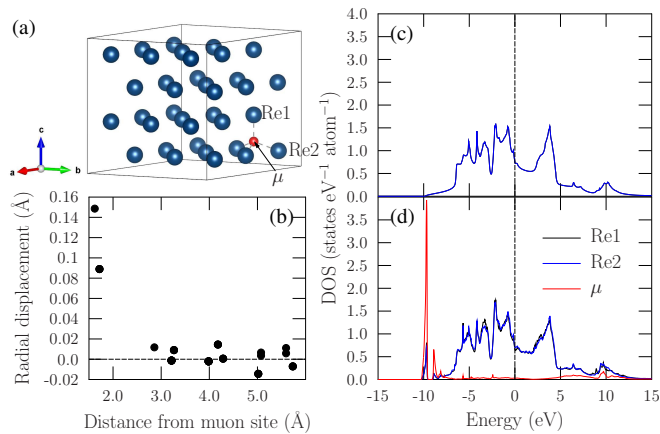 (a)
Re1
Re2
μ
c
a
b
(b)
Radial displacement (Å)
0.16
0.14
0.12
0.1
0.08
0.06
0.04
0.02
0.0
-0.02
2.0 3.0 4.0 5.0
Distance from muon site (Å)
(c)
DOS (states eV⁻¹ atom⁻¹)
4.0
3.5
3.0
2.5
2.0
1.5
1.0
0.5
0.0
(d)
Re1
Re2
μ
3.5
3.0
2.5
2.0
1.5
1.0
0.5
0.0
-15 -10 -5 0 5 10 15
Energy (eV)